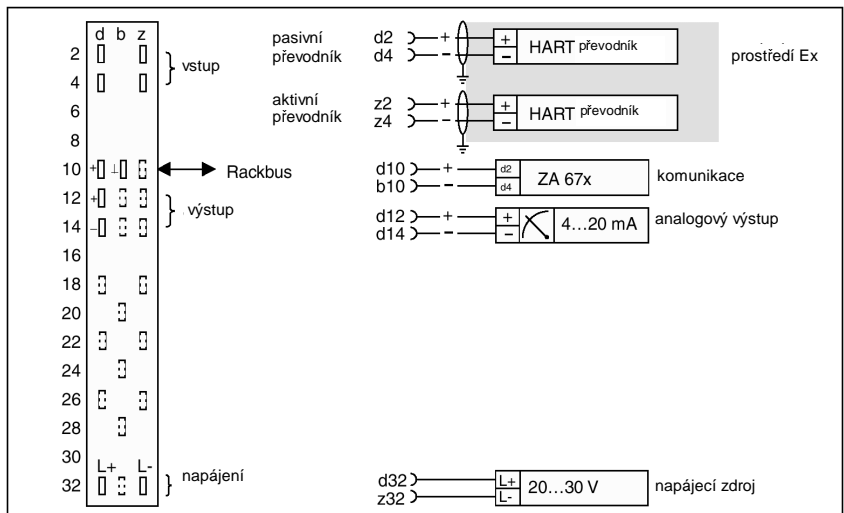 d b z
2
4
vstup
6
8
10 + ⊥ Rackbus
12 +
výstup
14 –
16
18
20
22
24
26
28
30
L+ L-
32
napájení
pasivní
převodník
d2 +
d4 -
+
–
HART převodník
prostředí Ex
aktivní
převodník
z2 +
z4 -
+
–
HART převodník
d10 +
b10 -
d2
d4
ZA 67x
komunikace
d12 +
d14 -
+
–
4...20 mA
analogový výstup
d32
z32
L+
L-
20...30 V
napájecí zdroj